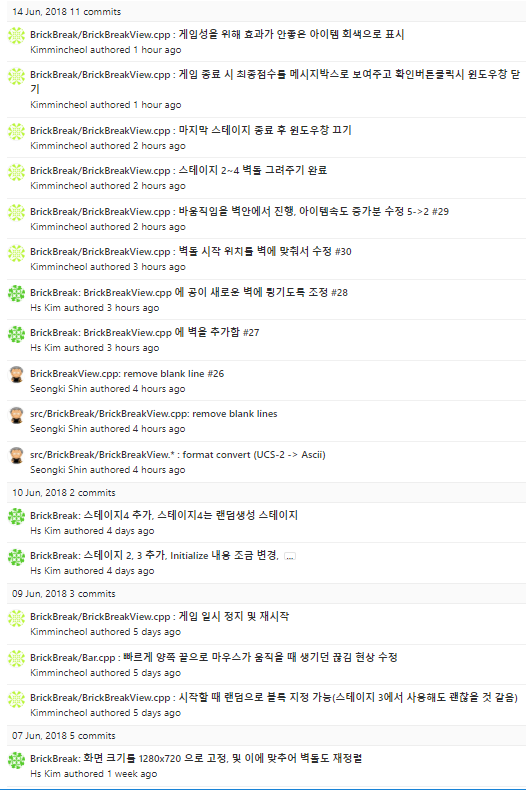 14 Jun, 2018 11 commits
BrickBreak/BrickBreakView.cpp : 게임성을 위해 효과가 안좋은 아이템 회색으로 표시
Kimmincheol authored 1 hour ago
BrickBreak/BrickBreakView.cpp : 게임 종료 시 최종점수를 메시지박스로 보여주고 확인버튼클릭시 윈도우창 닫
기
Kimmincheol authored 1 hour ago
BrickBreak/BrickBreakView.cpp : 마지막 스테이지 종료 후 윈도우창 끄기
Kimmincheol authored 2 hours ago
BrickBreak/BrickBreakView.cpp : 스테이지 2~4 벽돌 그려주기 완료
Kimmincheol authored 2 hours ago
BrickBreak/BrickBreakView.cpp : 바움직임을 벽안에서 진행, 아이템속도 증가분 수정 5->2 #29
Kimmincheol authored 2 hours ago
BrickBreak/BrickBreakView.cpp : 벽돌 시작 위치를 벽에 맞춰서 수정 #30
Kimmincheol authored 3 hours ago
BrickBreak: BrickBreakView.cpp 에 공이 새로운 벽에 튕기도록 조정 #28
Hs Kim authored 3 hours ago
BrickBreak: BrickBreakView.cpp 에 벽을 추가함 #27
Hs Kim authored 3 hours ago
BrickBreakView.cpp: remove blank line #26
Seongki Shin authored 4 hours ago
src/BrickBreak/BrickBreakView.cpp: remove blank lines
Seongki Shin authored 4 hours ago
src/BrickBreak/BrickBreakView.* : format convert (UCS-2 -> Ascii)
Seongki Shin authored 4 hours ago
10 Jun, 2018 2 commits
BrickBreak: 스테이지4 추가, 스테이지4는 랜덤생성 스테이지
Hs Kim authored 4 days ago
BrickBreak: 스테이지 2, 3 추가, Initialize 내용 조금 변경, ...
Hs Kim authored 4 days ago
09 Jun, 2018 3 commits
BrickBreak/BrickBreakView.cpp : 게임 일시 정지 및 재시작
Kimmincheol authored 5 days ago
BrickBreak/Bar.cpp : 빠르게 양쪽 끝으로 마우스가 움직을 때 생기던 끊김 현상 수정
Kimmincheol authored 5 days ago
BrickBreak/BrickBreakView.cpp : 시작할 때 랜덤으로 블록 지정 가능(스테이지 3에서 사용해도 괜찮을 것 같음)
Kimmincheol authored 5 days ago
07 Jun, 2018 5 commits
BrickBreak: 화면 크기를 1280x720 으로 고정, 및 이에 맞추어 벽돌도 재정렬
Hs Kim authored 1 week ago